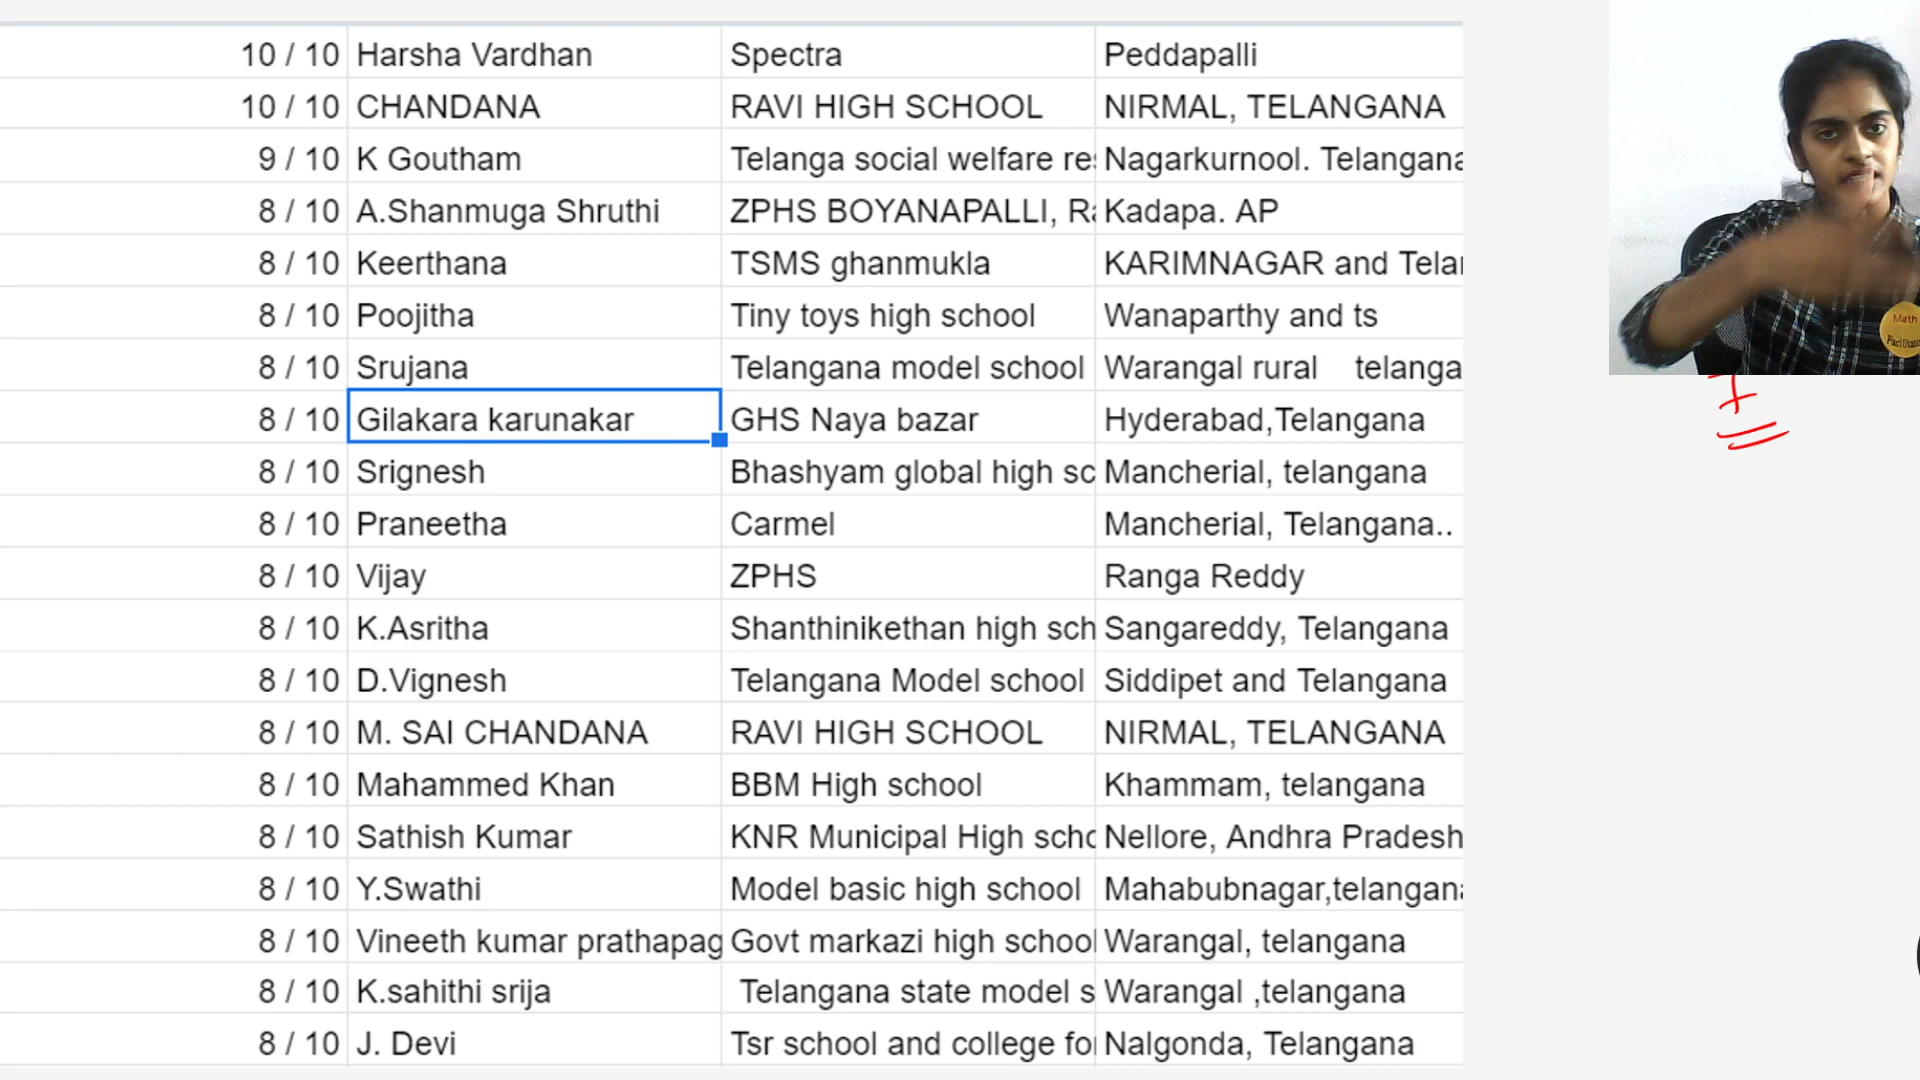 10 / 10 Harsha Vardhan Spectra Peddapalli
10 / 10 CHANDANA RAVI HIGH SCHOOL NIRMAL, TELANGANA
9 / 10 K Goutham Telanga social welfare res Nagarkurnool. Telangana
8 / 10 A.Shanmuga Shruthi ZPHS BOYANAPALLI, Ra Kadapa. AP
8 / 10 Keerthana TSMS ghanmukla KARIMNAGAR and Telan
8 / 10 Poojitha Tiny toys high school Wanaparthy and ts
8 / 10 Srujana Telangana model school Warangal rural telanga
8 / 10 Gilakara karunakar GHS Naya bazar Hyderabad,Telangana
8 / 10 Srignesh Bhashyam global high sc Mancherial, telangana
8 / 10 Praneetha Carmel Mancherial, Telangana..
8 / 10 Vijay ZPHS Ranga Reddy
8 / 10 K.Asritha Shanthinikethan high sch Sangareddy, Telangana
8 / 10 D.Vignesh Telangana Model school Siddipet and Telangana
8 / 10 M. SAI CHANDANA RAVI HIGH SCHOOL NIRMAL, TELANGANA
8 / 10 Mahammed Khan BBM High school Khammam, telangana
8 / 10 Sathish Kumar KNR Municipal High scho Nellore, Andhra Pradesh
8 / 10 Y.Swathi Model basic high school Mahabubnagar,telangana
8 / 10 Vineeth kumar prathapag Govt markazi high school Warangal, telangana
8 / 10 K.sahithi srija Telangana state model s Warangal ,telangana
8 / 10 J. Devi Tsr school and college for Nalgonda, Telangana
Math
Facilitator